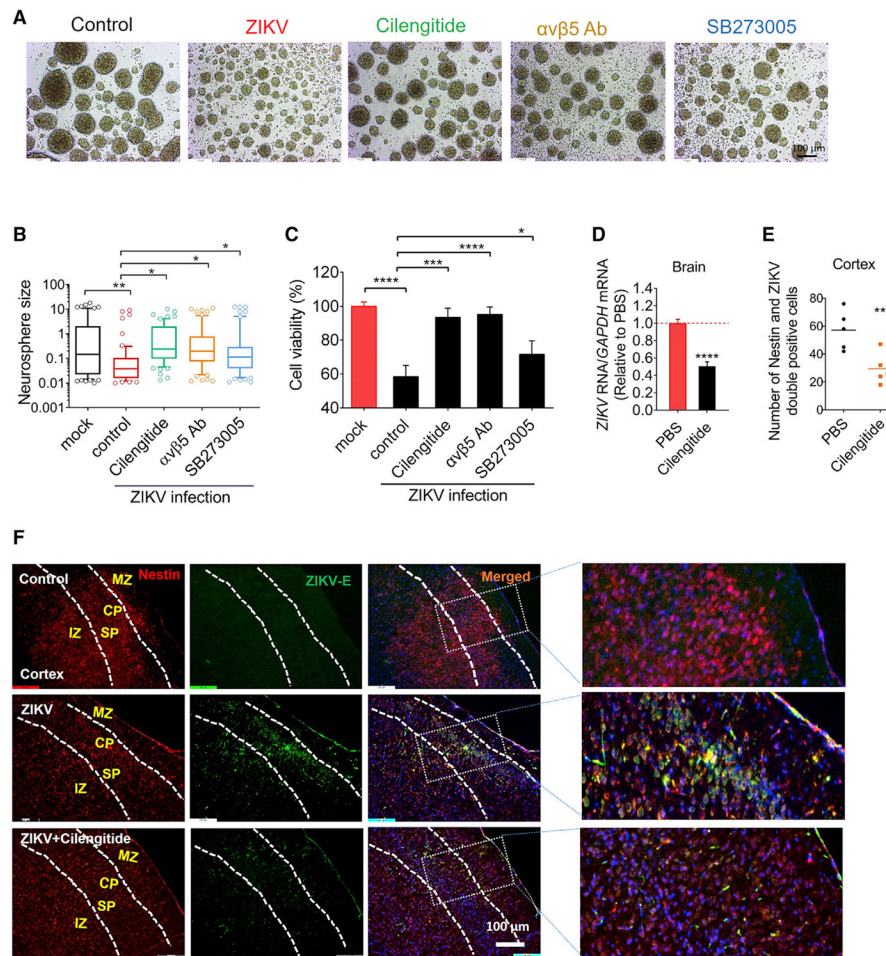 A
Control
ZIKV
Cilengitide
αvβ5 Ab
SB273005
100 μm
B
**
*
*
*
Neurosphere size
100
10
1
0.1
0.01
0.001
mock
control
Cilengitide
αvβ5 Ab
SB273005
ZIKV infection
C
****
***
****
*
Cell viability (%)
120
100
80
60
40
mock
control
Cilengitide
αvβ5 Ab
SB273005
ZIKV infection
D
Brain
ZIKV RNA/GAPDH mRNA
(Relative to PBS)
1.4
1.2
1.0
0.8
0.6
0.4
0.2
0.0
****
PBS
Cilengitide
E
Cortex
Number of Nestin and ZIKV
double positive cells
80
60
40
20
0
**
PBS
Cilengitide
F
Control
Nestin
MZ
CP
IZ
SP
Cortex
ZIKV-E
Merged
ZIKV
MZ
CP
SP
IZ
ZIKV+Cilengitide
MZ
CP
SP
IZ
100 μm